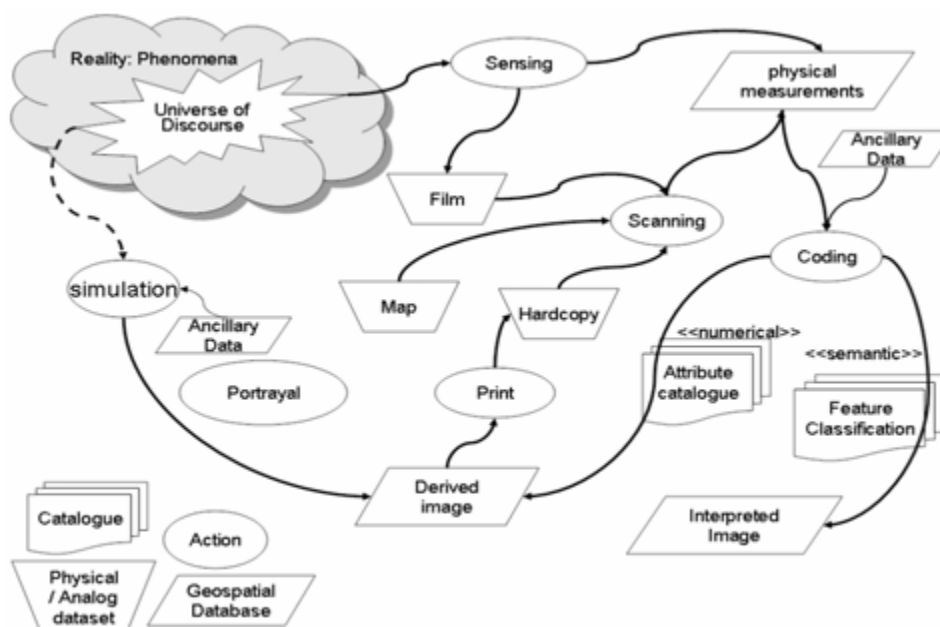 Reality: Phenomena
Universe of
Discourse
Sensing
physical
measurements
Ancillary
Data
Film
Scanning
Coding
simulation
Map
Hardcopy
Ancillary
Data
<<numerical>>
Attribute
catalogue
<<semantic>>
Feature
Classification
Portrayal
Print
Derived
image
Interpreted
Image
Catalogue
Action
Physical
/ Analog
dataset
Geospatial
Database